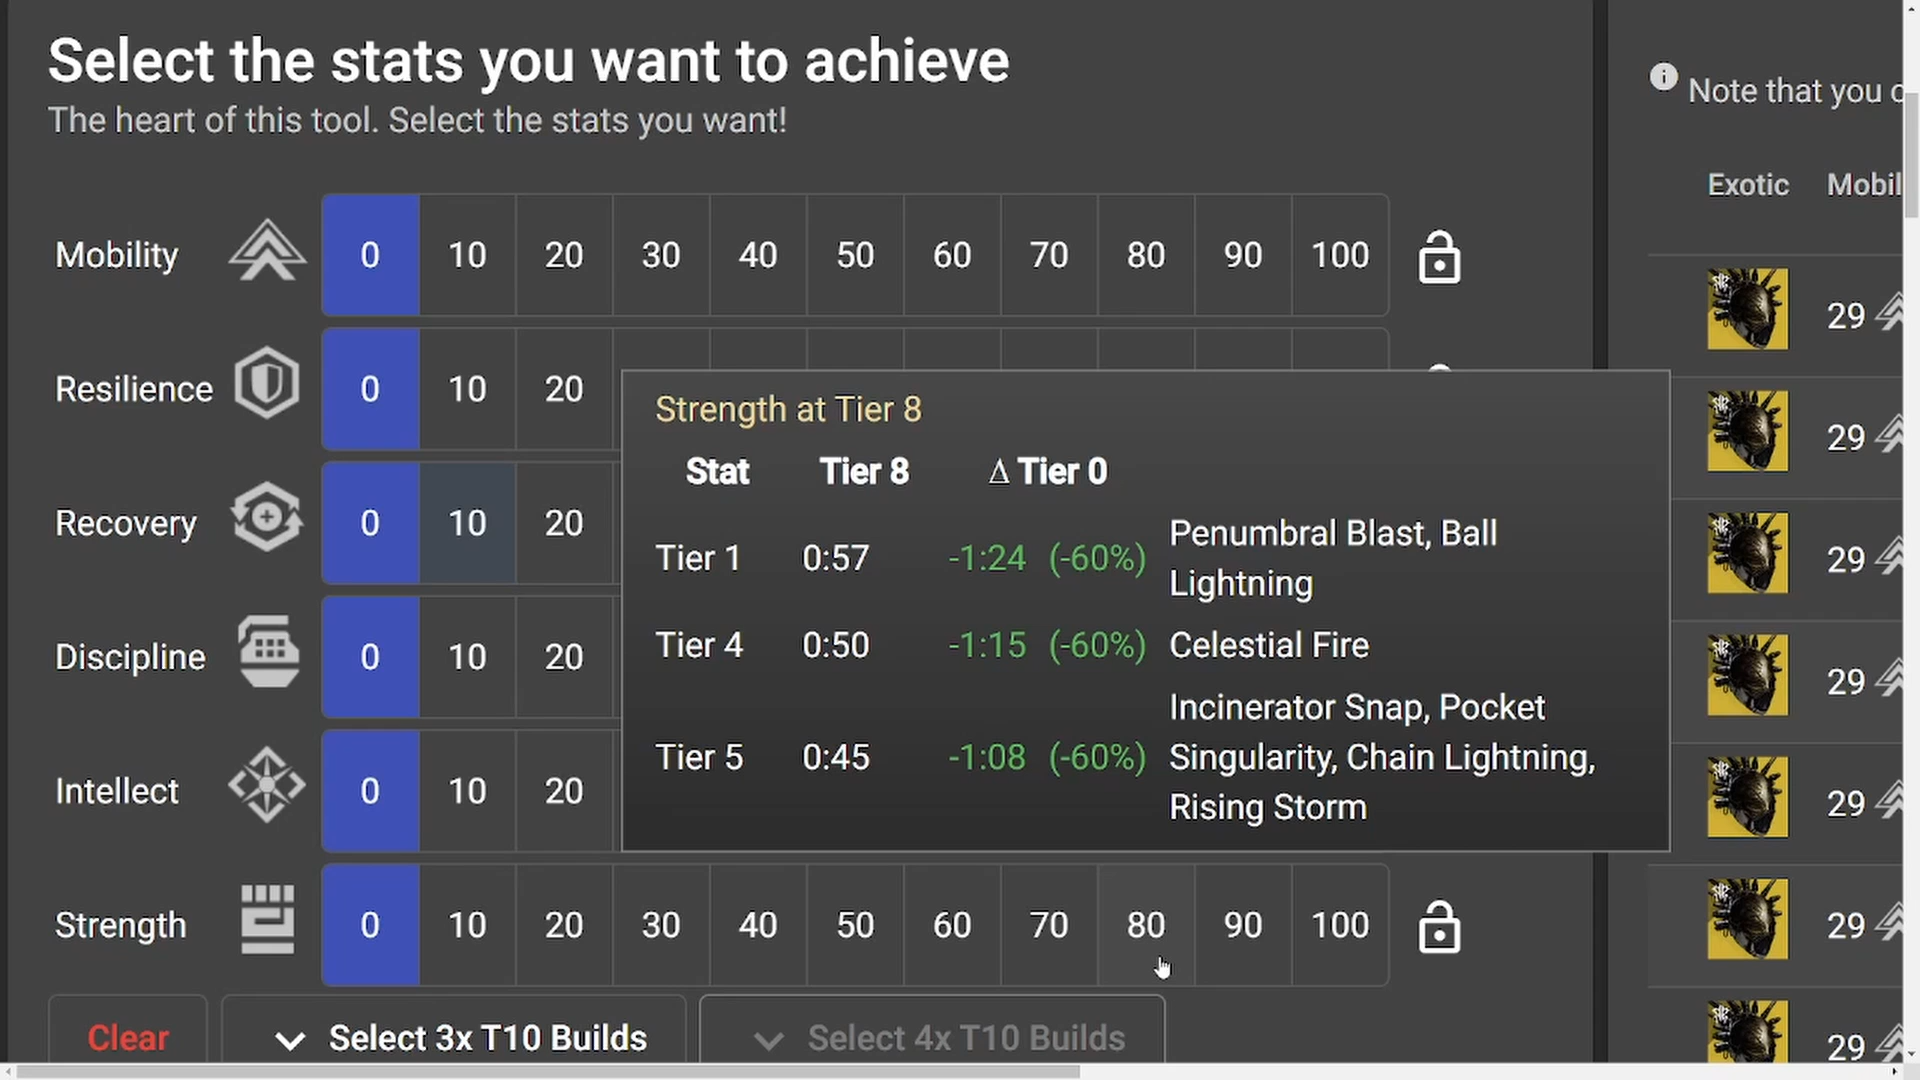 Select the stats you want to achieve
The heart of this tool. Select the stats you want!
Note that you
Exotic Mobil
Mobility 0 10 20 30 40 50 60 70 80 90 100
29
Resilience 0 10 20
Strength at Tier 8
Stat Tier 8 Δ Tier 0
29
Recovery 0 10 20
Tier 1 0:57 -1:24 (-60%) Penumbral Blast, Ball
Lightning
29
Discipline 0 10 20
Tier 4 0:50 -1:15 (-60%) Celestial Fire
29
Intellect 0 10 20
Tier 5 0:45 -1:08 (-60%) Incinerator Snap, Pocket
Singularity, Chain Lightning,
Rising Storm
29
Strength 0 10 20 30 40 50 60 70 80 90 100
29
Clear Select 3x T10 Builds Select 4x T10 Builds
29